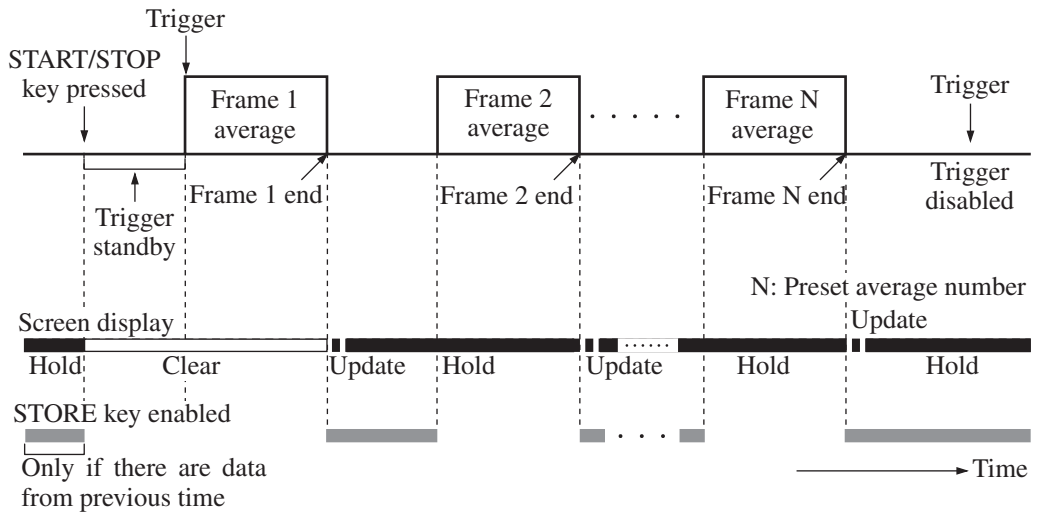 Trigger
START/STOP
key pressed
Frame 1
average
Frame 2
average
. . . . .
Frame N
average
Trigger
Frame 1 end
Frame 2 end
Frame N end
Trigger
disabled
Trigger
standby
N: Preset average number
Screen display
Update
Hold
Clear
Update
Hold
Update
Hold
Hold
STORE key enabled
Only if there are data
from previous time
Time